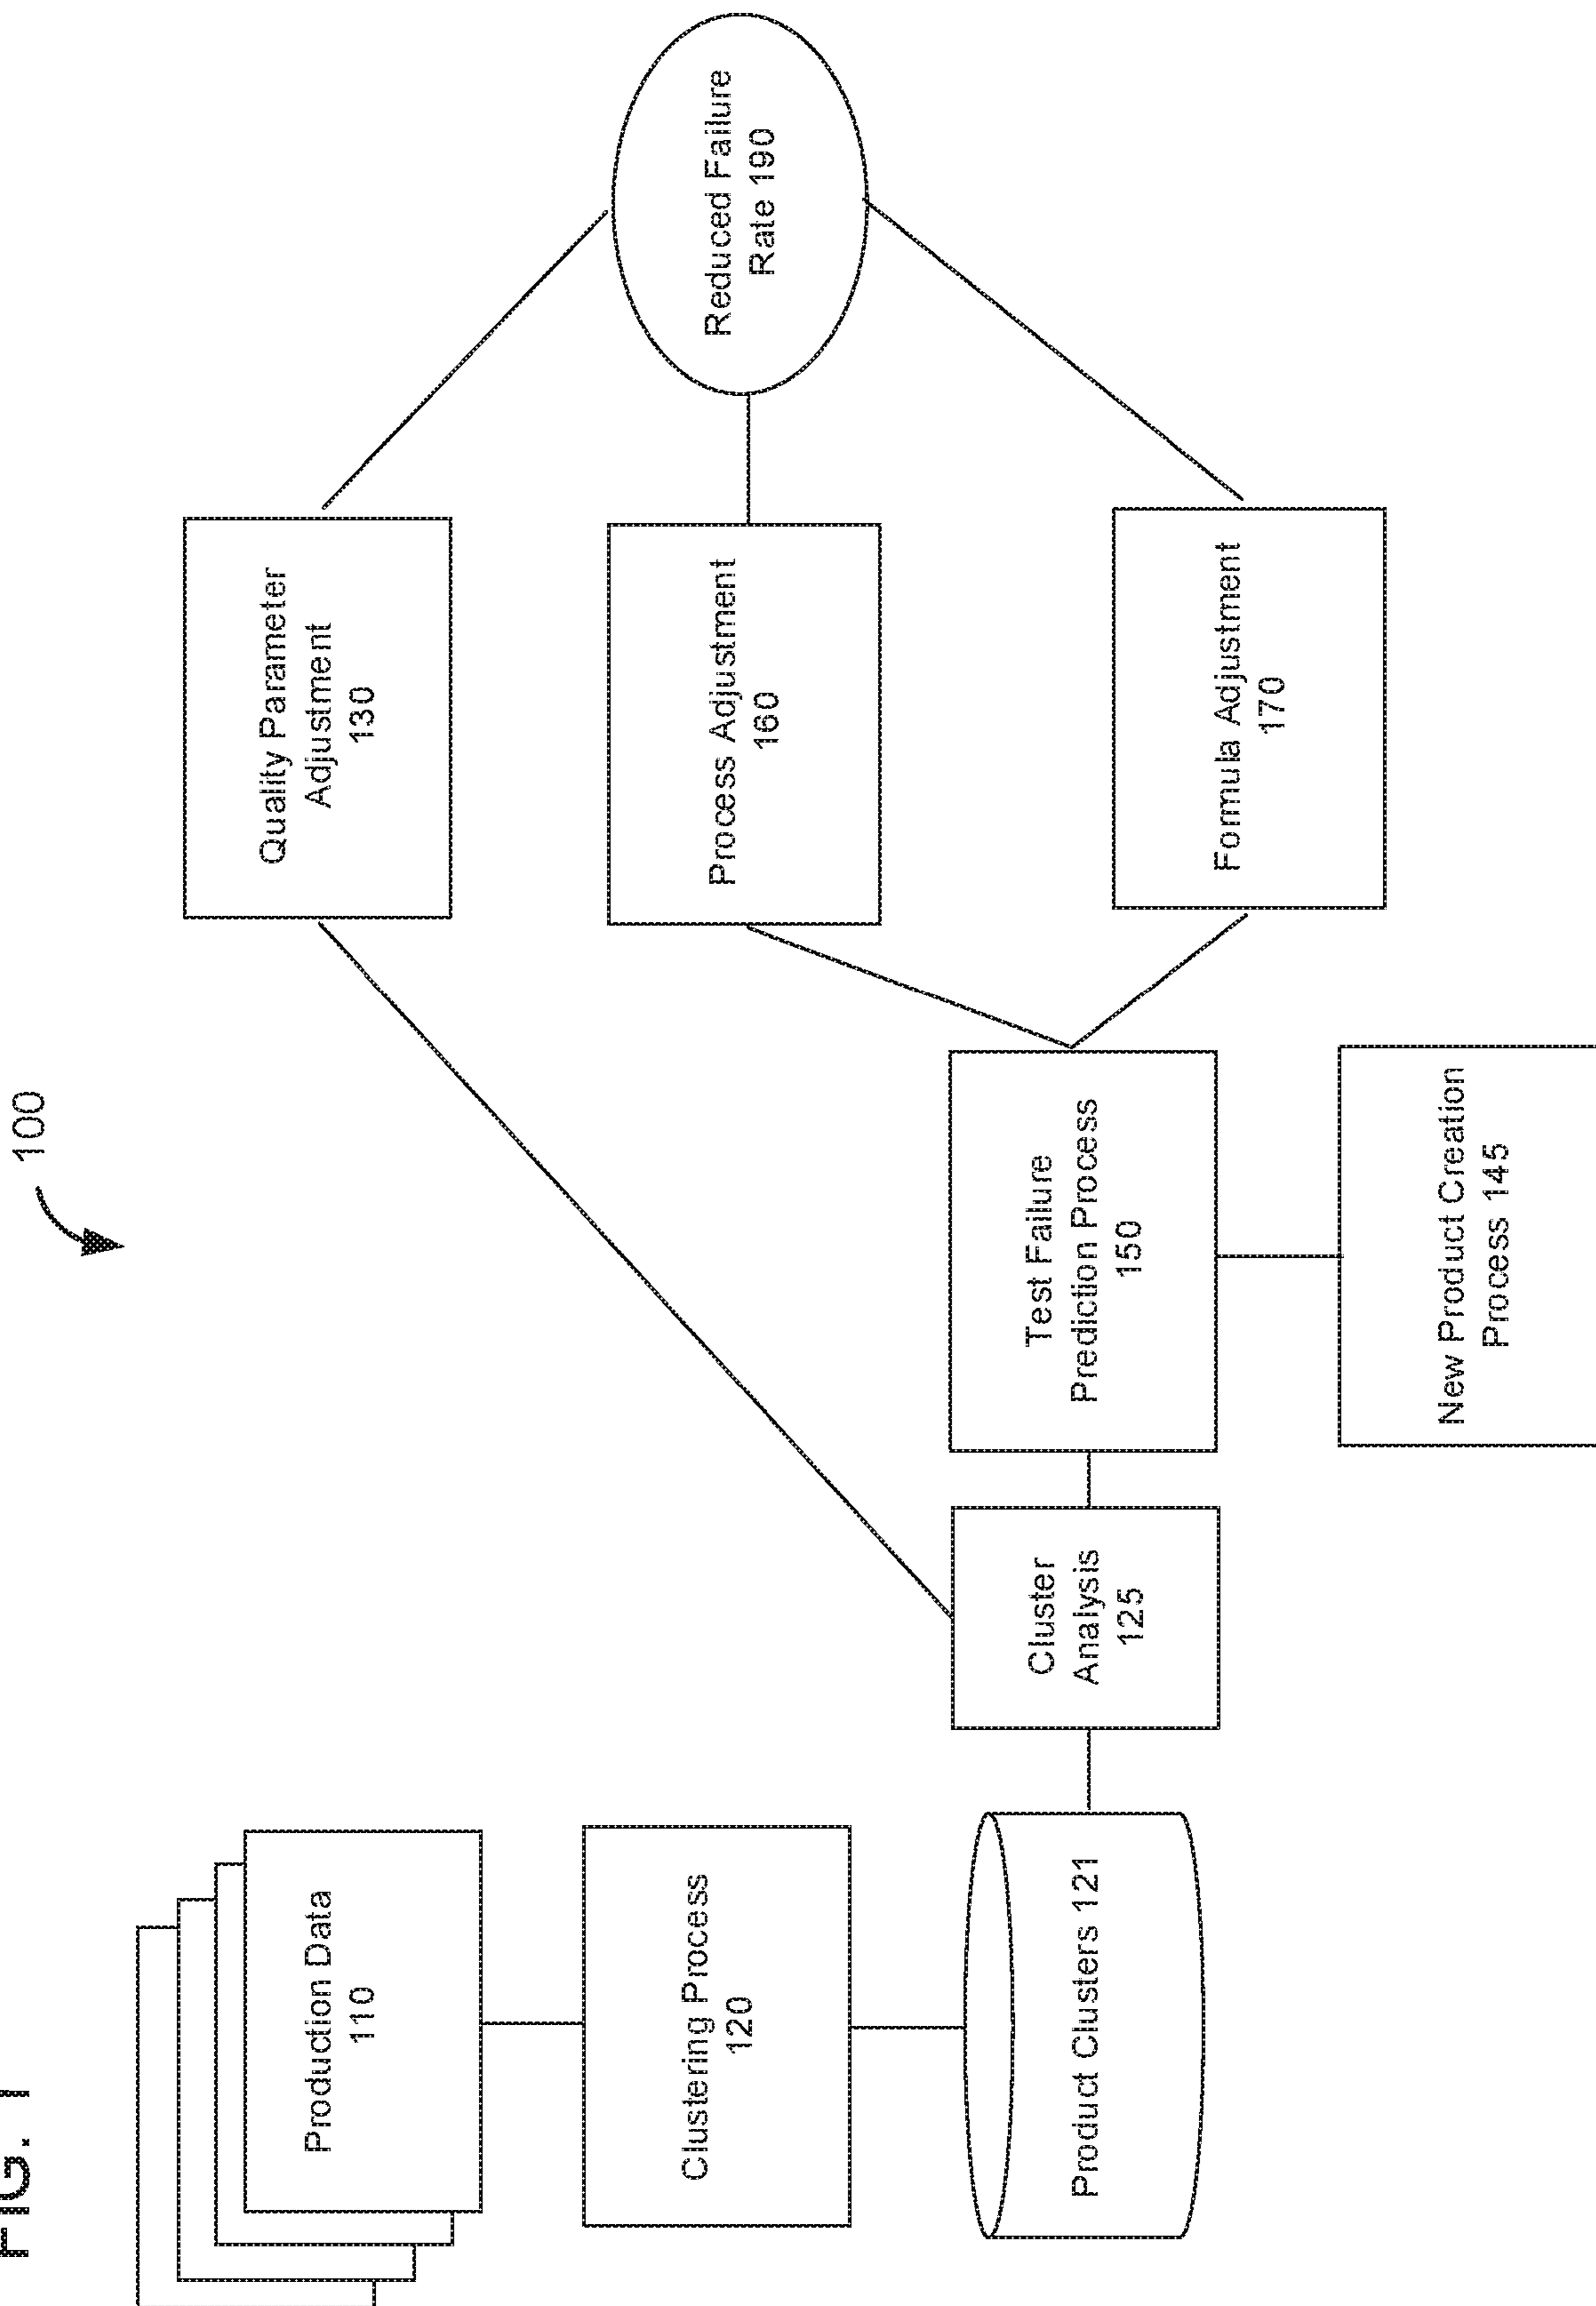 FIG. 1
100
Production Data
110
Clustering Process
120
Product Clusters 121
Cluster
Analysis
125
Test Failure
Prediction Process
150
New Product Creation
Process 145
Quality Parameter
Adjustment
130
Process Adjustment
160
Formula Adjustment
170
Reduced Failure
Rate 190